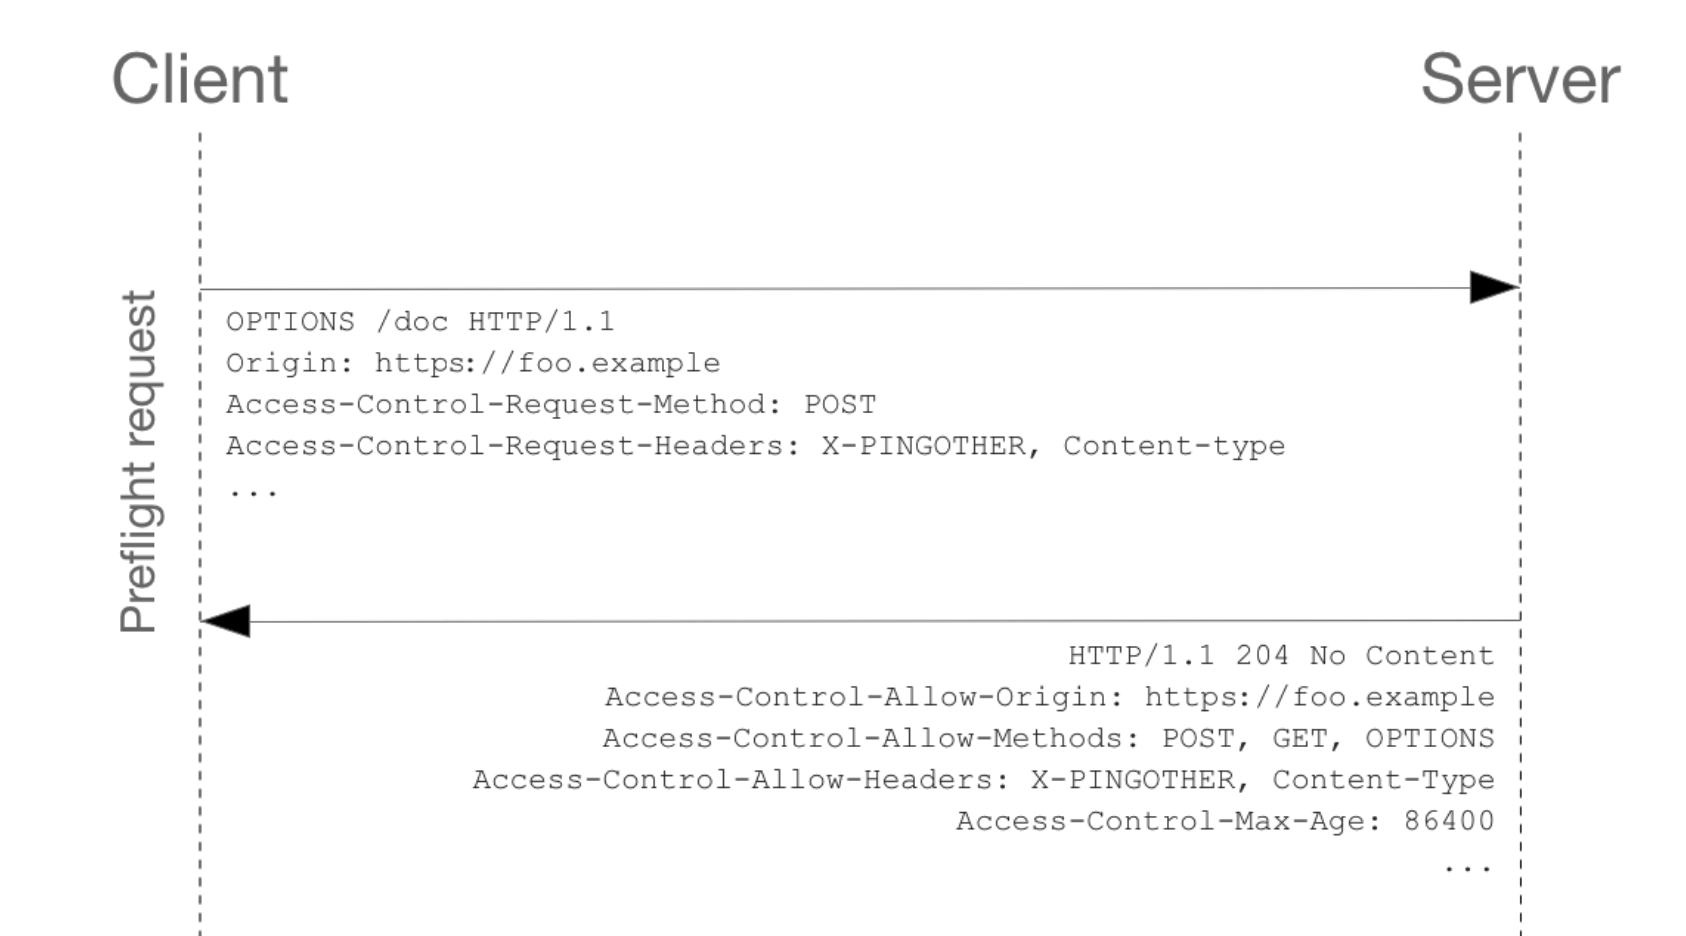 Client
Server
Preflight request
OPTIONS /doc HTTP/1.1
Origin: https://foo.example
Access-Control-Request-Method: POST
Access-Control-Request-Headers: X-PINGOTHER, Content-type
...
HTTP/1.1 204 No Content
Access-Control-Allow-Origin: https://foo.example
Access-Control-Allow-Methods: POST, GET, OPTIONS
Access-Control-Allow-Headers: X-PINGOTHER, Content-Type
Access-Control-Max-Age: 86400
...